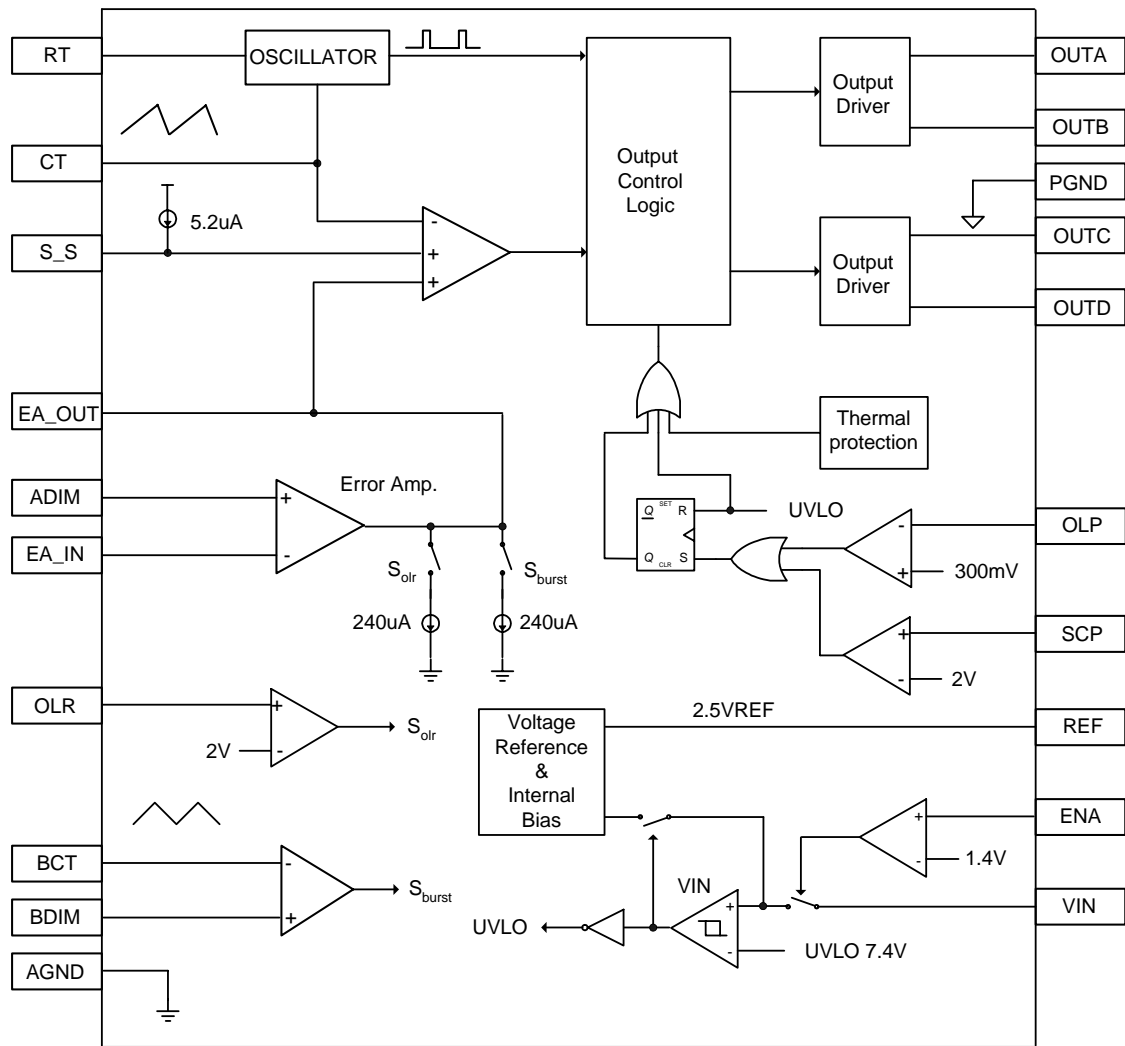 RT
OSCILLATOR
CT
5.2uA
S_S
-
+
+
Output
Control
Logic
Output
Driver
Output
Driver
OUTA
OUTB
PGND
OUTC
OUTD
EA_OUT
ADIM
EA_IN
+
-
Error Amp.
Solr
Sburst
240uA
240uA
Thermal
protection
Q SET R
Q CLR S
UVLO
-
+
OLP
300mV
+
-
SCP
2V
OLR
+
2V
-
Solr
Voltage
Reference
&
Internal
Bias
2.5VREF
REF
ENA
+
-
1.4V
BCT
-
BDIM
+
Sburst
VIN
+
-
VIN
UVLO
UVLO 7.4V
AGND